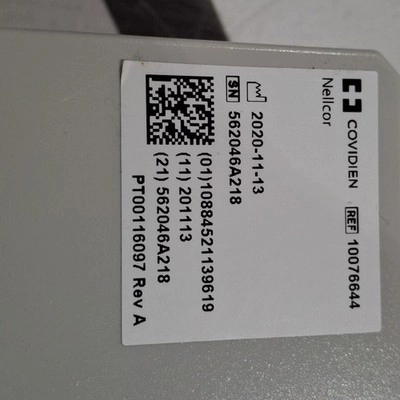 COVIDIEN REF 10076644
Nellcor
2020-11-13
SN 562046A218
(01)10884521139619
(11) 201113
(21) 562046A218
PT00116097 Rev A